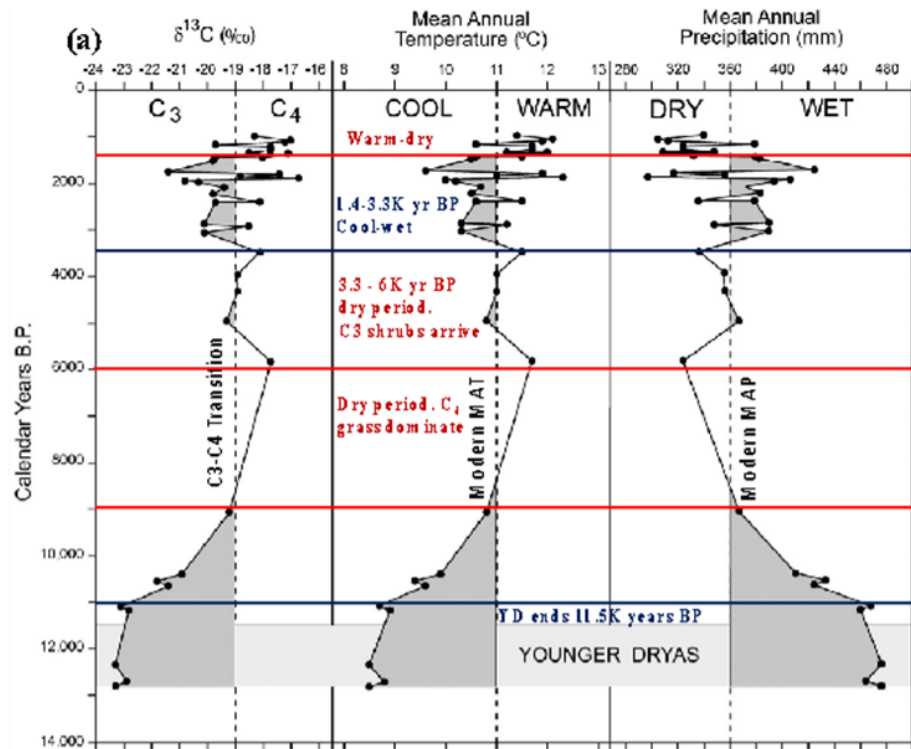 (a)
δ¹³C (‰)
Mean Annual
Temperature (ºC)
Mean Annual
Precipitation (mm)
-24 -23 -22 -21 -20 -19 -18 -17 -16
8 9 10 11 12 13
280 320 360 400 440 480
C₃ C₄
COOL WARM
DRY WET
0
2000
4000
6000
8000
10,000
12,000
14,000
Calendar Years B.P.
Warm-dry
1.4-3.3K yr BP
Cool-wet
3.3 - 6K yr BP
dry period.
C3 shrubs arrive
Dry period. C₄
grass dominate
C3-C4 Transition
Modern MAT
Modern MAP
YD ends 11.5K years BP
YOUNGER DRYAS